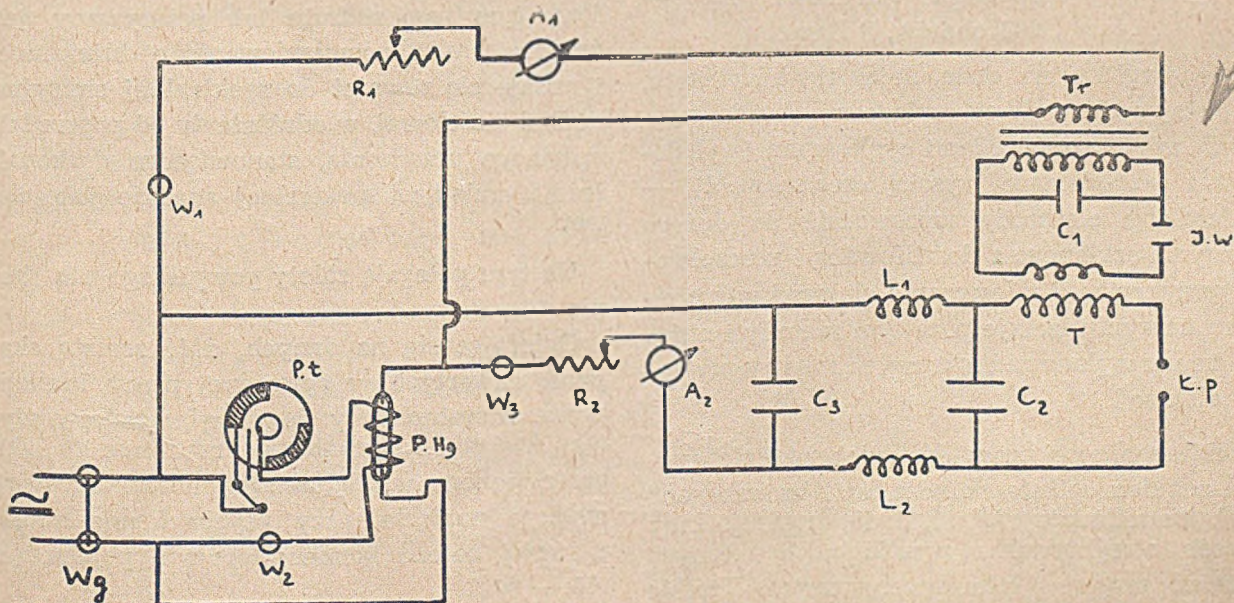 A₁
R₁
Tr
W₁
C₁
J.W
L₁
T
P.t
W₃
R₂
A₂
C₃
C₂
K.p
P.Hg
L₂
≃
Wg
W₂